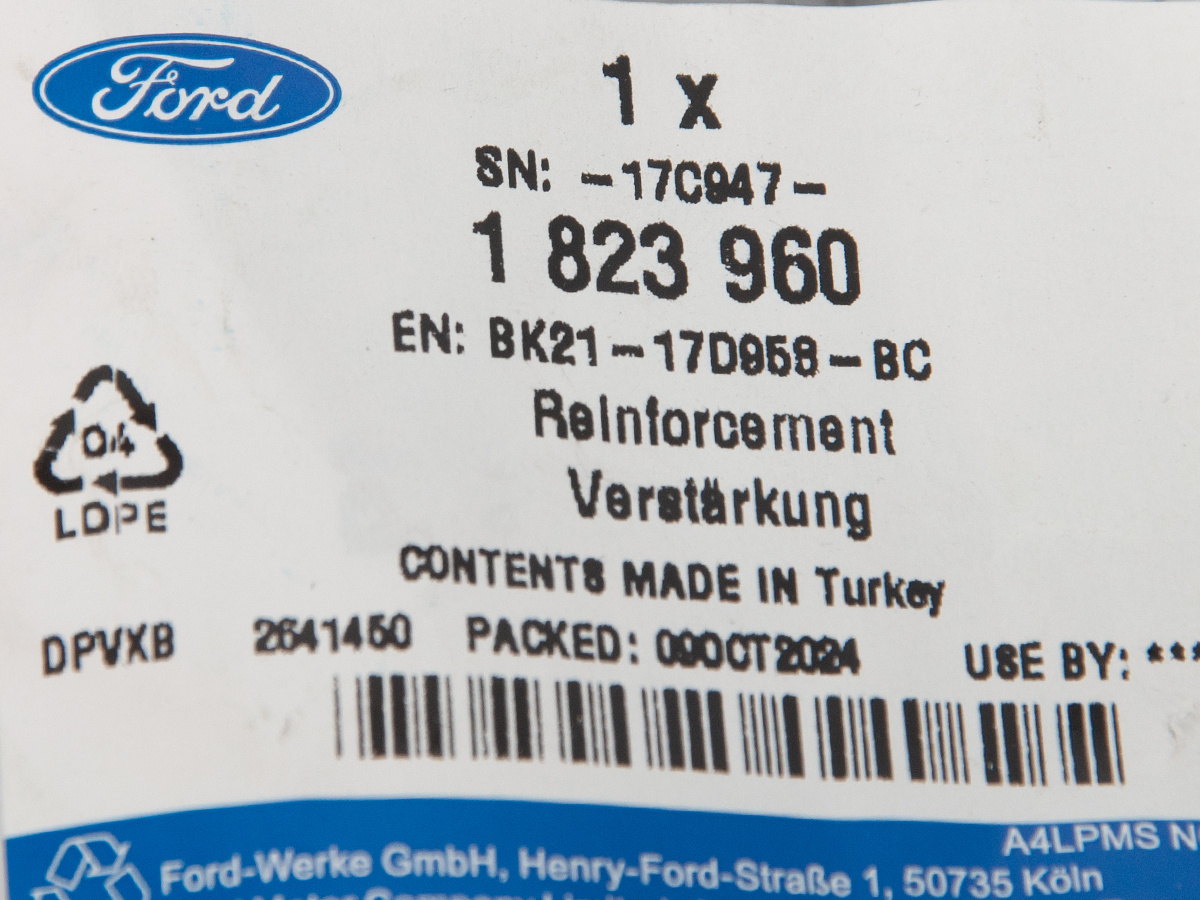 Ford
1 x
SN: -17C947-
1 823 960
EN: BK21-17D958-BC
Reinforcement
Verstärkung
04
LDPE
CONTENTS MADE IN Turkey
DPVXB 2641450 PACKED: 09OCT2024 USE BY: ***
A4LPMS
Ford-Werke GmbH, Henry-Ford-Straße 1, 50735 Köln